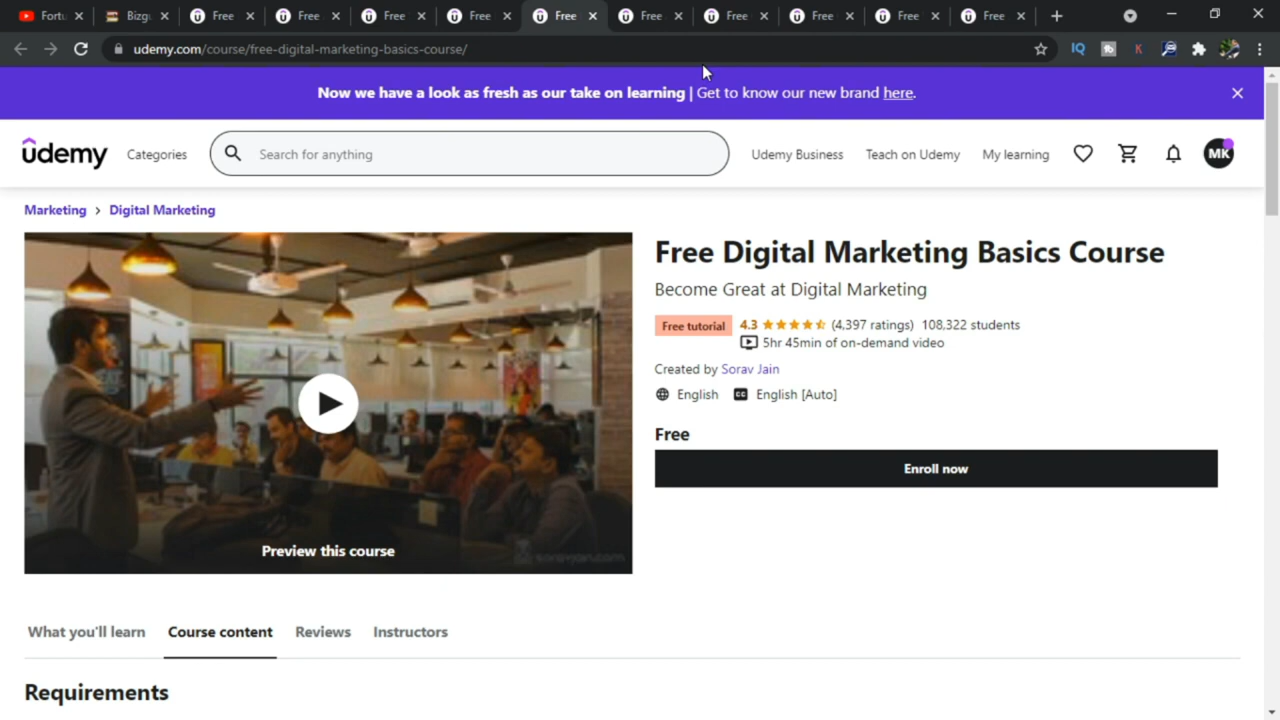 Fortu
Bizgu
Free
Free
Free
Free
Free
Free
Free
Free
Free
Free
udemy.com/course/free-digital-marketing-basics-course/
IQ
K
Now we have a look as fresh as our take on learning | Get to know our new brand here.
ûdemy
Categories
Search for anything
Udemy Business
Teach on Udemy
My learning
MK
Marketing > Digital Marketing
Free Digital Marketing Basics Course
Become Great at Digital Marketing
Free tutorial 4.3 (4,397 ratings) 108,322 students
5hr 45min of on-demand video
Created by Sorav Jain
English CC English [Auto]
Free
Enroll now
Preview this course
soravjain.com
What you'll learn
Course content
Reviews
Instructors
Requirements